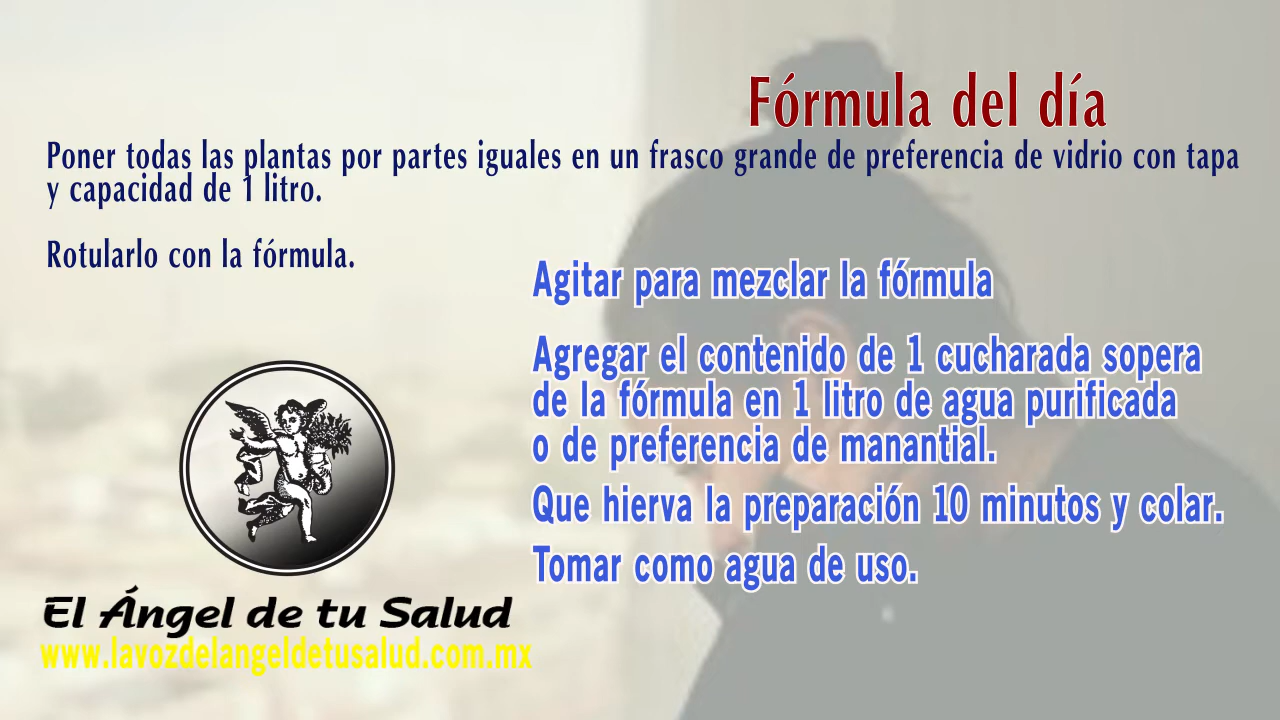 Fórmula del día
Poner todas las plantas por partes iguales en un frasco grande de preferencia de vidrio con tapa
y capacidad de 1 litro.
Rotularlo con la fórmula.
Agitar para mezclar la fórmula
Agregar el contenido de 1 cucharada sopera
de la fórmula en 1 litro de agua purificada
o de preferencia de manantial.
Que hierva la preparación 10 minutos y colar.
Tomar como agua de uso.
El Ángel de tu Salud
www.lavozdelangeldetusalud.com.mx